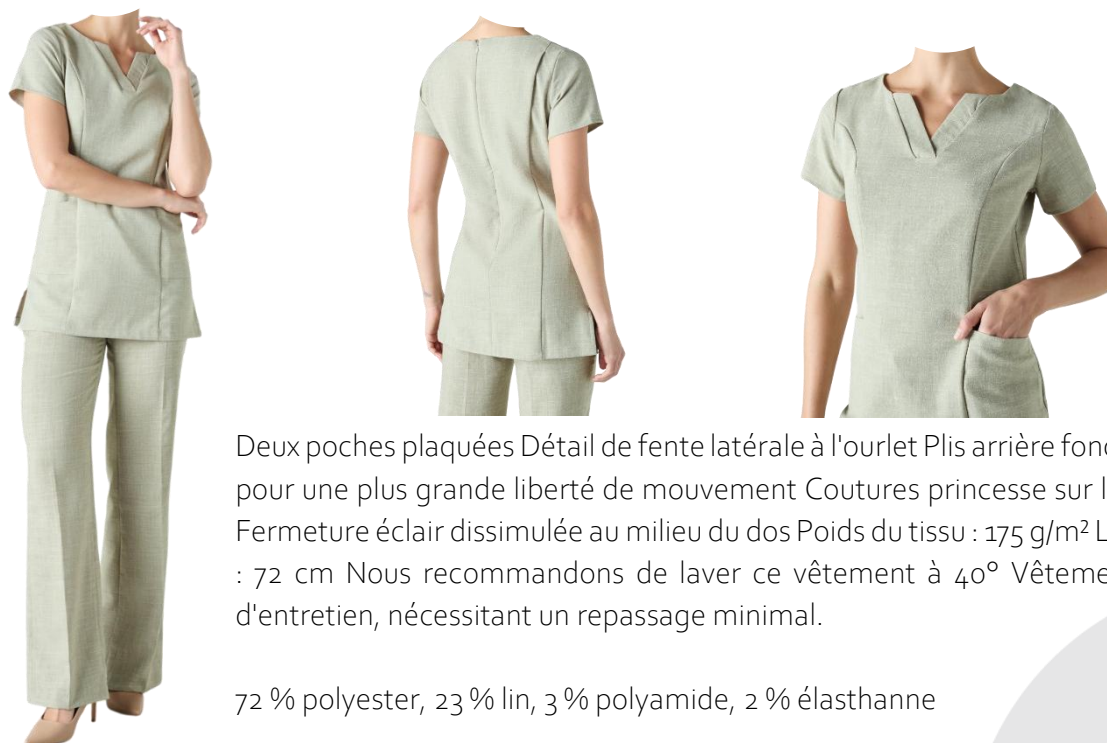 Deux poches plaquées Détail de fente latérale à l'ourlet Plis arrière
pour une plus grande liberté de mouvement Coutures princesse sur
Fermeture éclair dissimulée au milieu du dos Poids du tissu : 175 g/m²
: 72 cm Nous recommandons de laver ce vêtement à 40°
d'entretien, nécessitant un repassage minimal.
72 % polyester, 23 % lin, 3 % polyamide, 2 % élasthanne